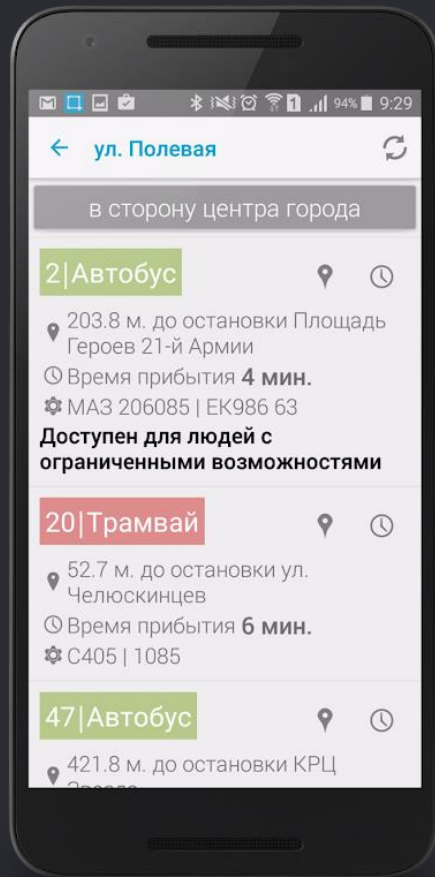 94% 9:29
ул. Полевая
в сторону центра города
2|Автобус
203.8 м. до остановки Площадь
Героев 21-й Армии
Время прибытия 4 мин.
МАЗ 206085 | ЕК986 63
Доступен для людей с
ограниченными возможностями
20|Трамвай
52.7 м. до остановки ул.
Челюскинцев
Время прибытия 6 мин.
С405 | 1085
47|Автобус
421.8 м. до остановки КРЦ